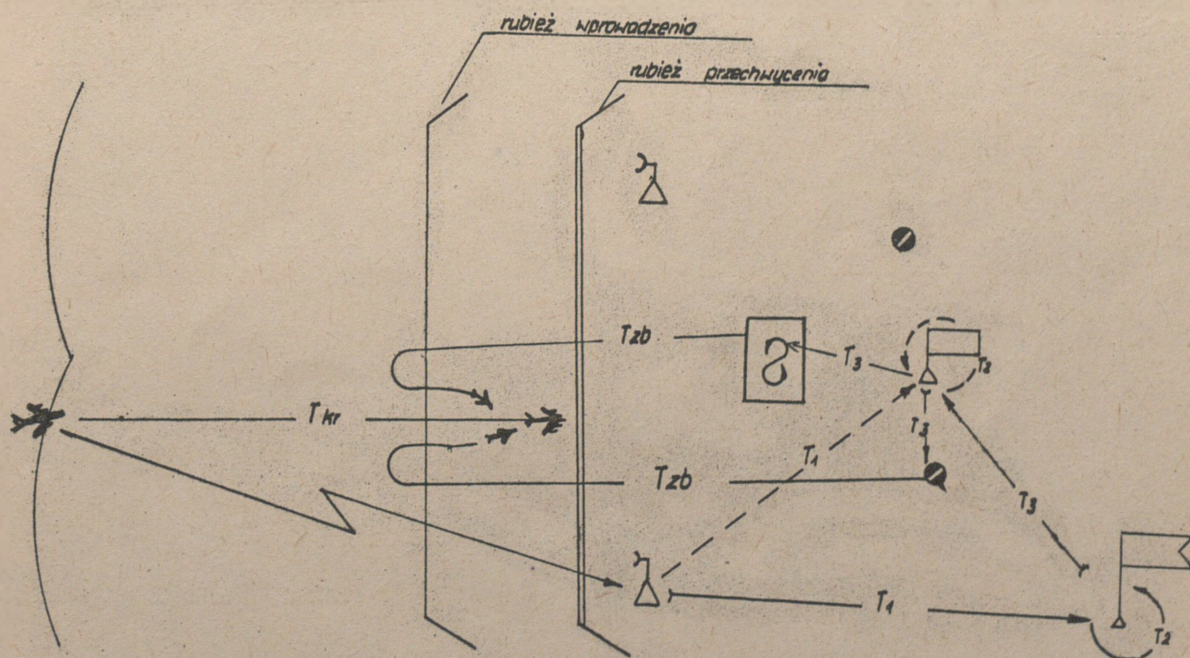 rubież wprowadzenia
rubież przechwycenia
Tzb
T3
T2
Tkr
T1
T3
Tzb
T3
T1
T2